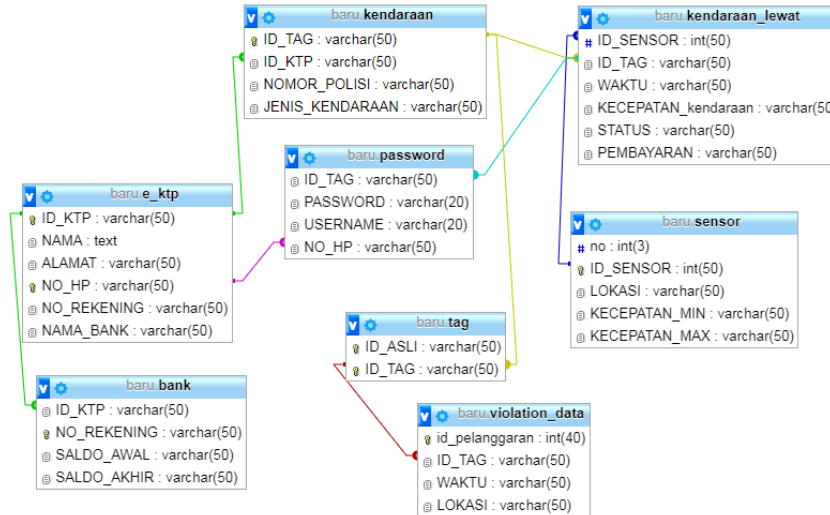 baru.kendaraan
ID_TAG : varchar(50)
ID_KTP : varchar(50)
NOMOR_POLISI : varchar(50)
JENIS_KENDARAAN : varchar(50)
baru.kendaraan_lewat
# ID_SENSOR : int(50)
ID_TAG : varchar(50)
WAKTU : varchar(50)
KECEPATAN_kendaraan : varchar(50
STATUS : varchar(50)
PEMBAYARAN : varchar(50)
baru.password
ID_TAG : varchar(50)
PASSWORD : varchar(20)
USERNAME : varchar(20)
NO_HP : varchar(50)
baru.e_ktp
ID_KTP : varchar(50)
NAMA : text
ALAMAT : varchar(50)
NO_HP : varchar(50)
NO_REKENING : varchar(50)
NAMA_BANK : varchar(50)
baru.sensor
# no : int(3)
ID_SENSOR : int(50)
LOKASI : varchar(50)
KECEPATAN_MIN : varchar(50)
KECEPATAN_MAX : varchar(50)
baru.tag
ID_ASLI : varchar(50)
ID_TAG : varchar(50)
baru.bank
ID_KTP : varchar(50)
NO_REKENING : varchar(50)
SALDO_AWAL : varchar(50)
SALDO_AKHIR : varchar(50)
baru.violation_data
id_pelanggaran : int(40)
ID_TAG : varchar(50)
WAKTU : varchar(50)
LOKASI : varchar(50)